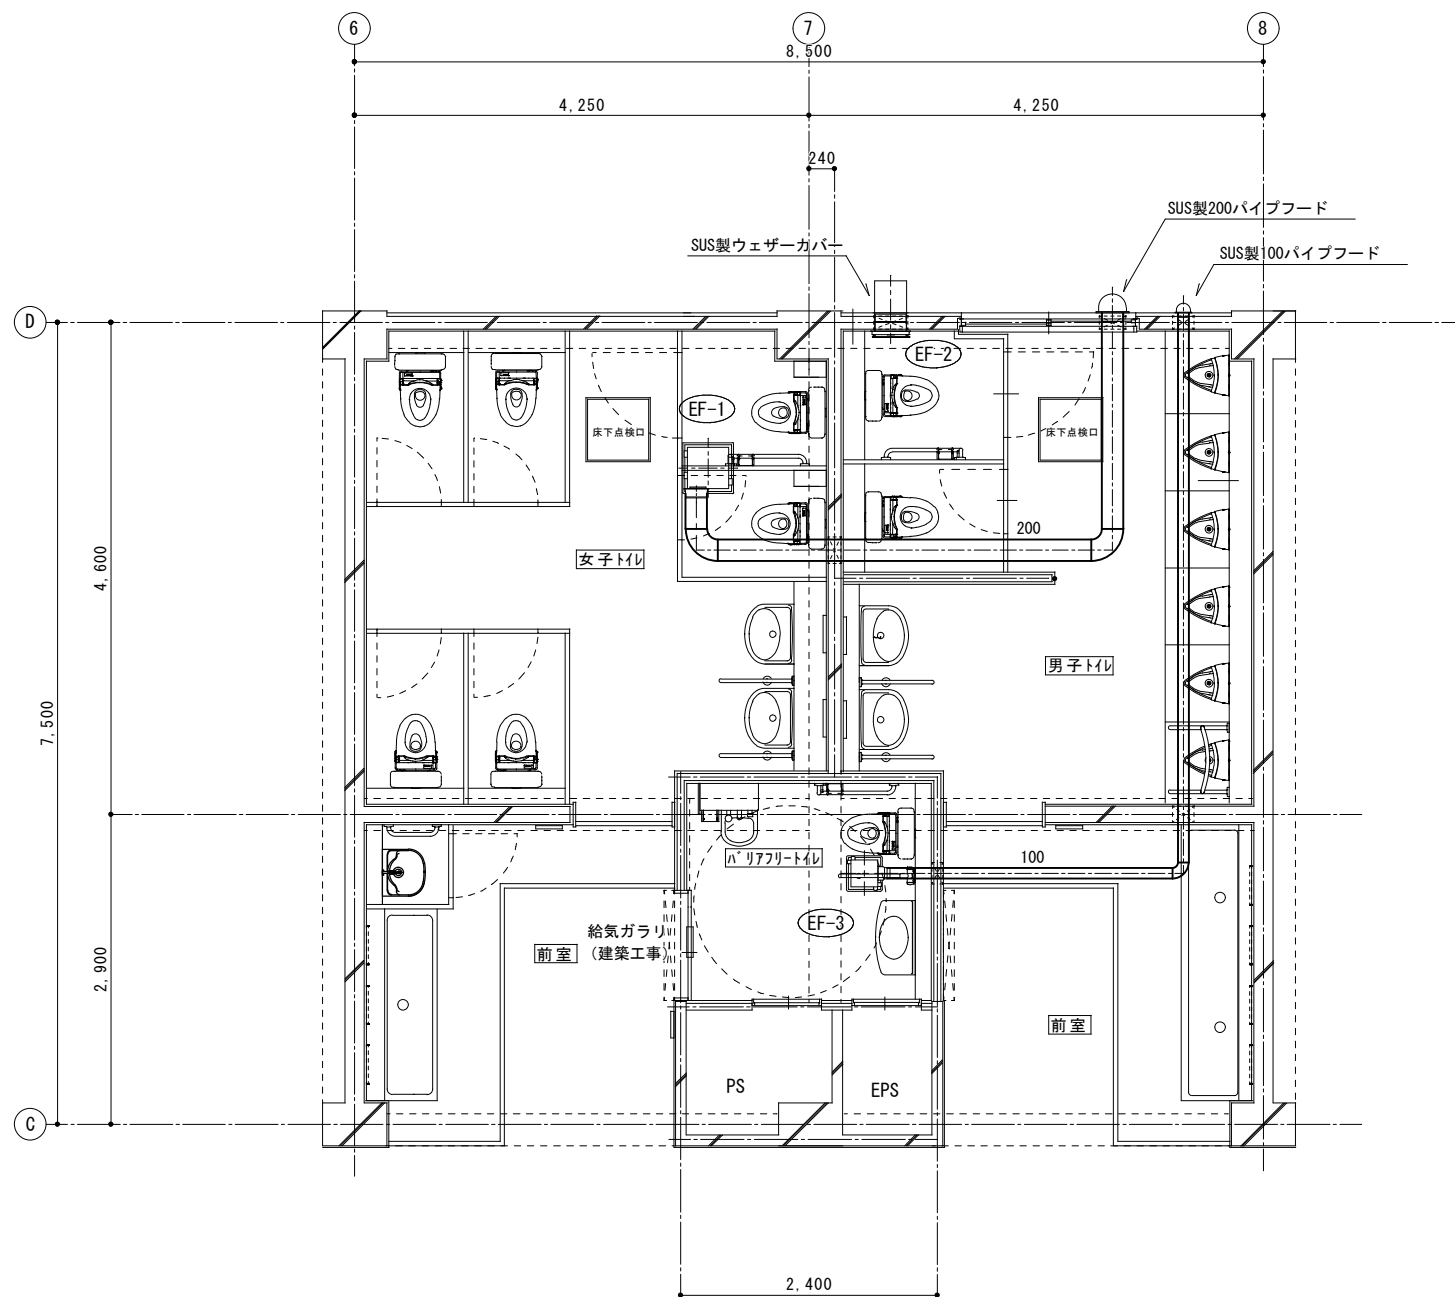 6
7
8
8,500
4,250
4,250
240
SUS製200パイプフード
SUS製ウェザーカバー
SUS製100パイプフード
D
EF-2
EF-1
床下点検口
床下点検口
200
女子トイレ
4,600
男子トイレ
7,500
バリアフリートイレ
100
EF-3
給気ガラリ
(建築工事)
前室
2,900
前室
PS
EPS
C
2,400